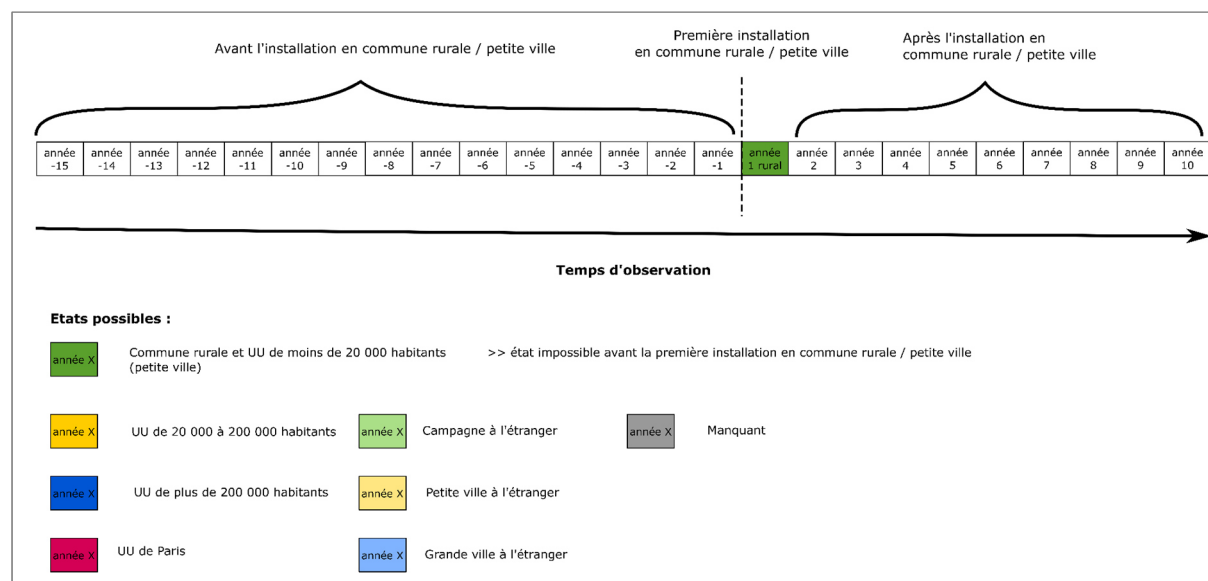 Avant l'installation en commune rurale / petite ville
Première installation
en commune rurale / petite ville
Après l'installation en
commune rurale / petite ville
année -15
année -14
année -13
année -12
année -11
année -10
année -9
année -8
année -7
année -6
année -5
année -4
année -3
année -2
année -1
année 1 rural
année 2
année 3
année 4
année 5
année 6
année 7
année 8
année 9
année 10
Temps d'observation
Etats possibles :
année X
Commune rurale et UU de moins de 20 000 habitants
(petite ville)
>> état impossible avant la première installation en commune rurale / petite ville
année X
UU de 20 000 à 200 000 habitants
année X
Campagne à l'étranger
année X
Manquant
année X
UU de plus de 200 000 habitants
année X
Petite ville à l'étranger
année X
UU de Paris
année X
Grande ville à l'étranger